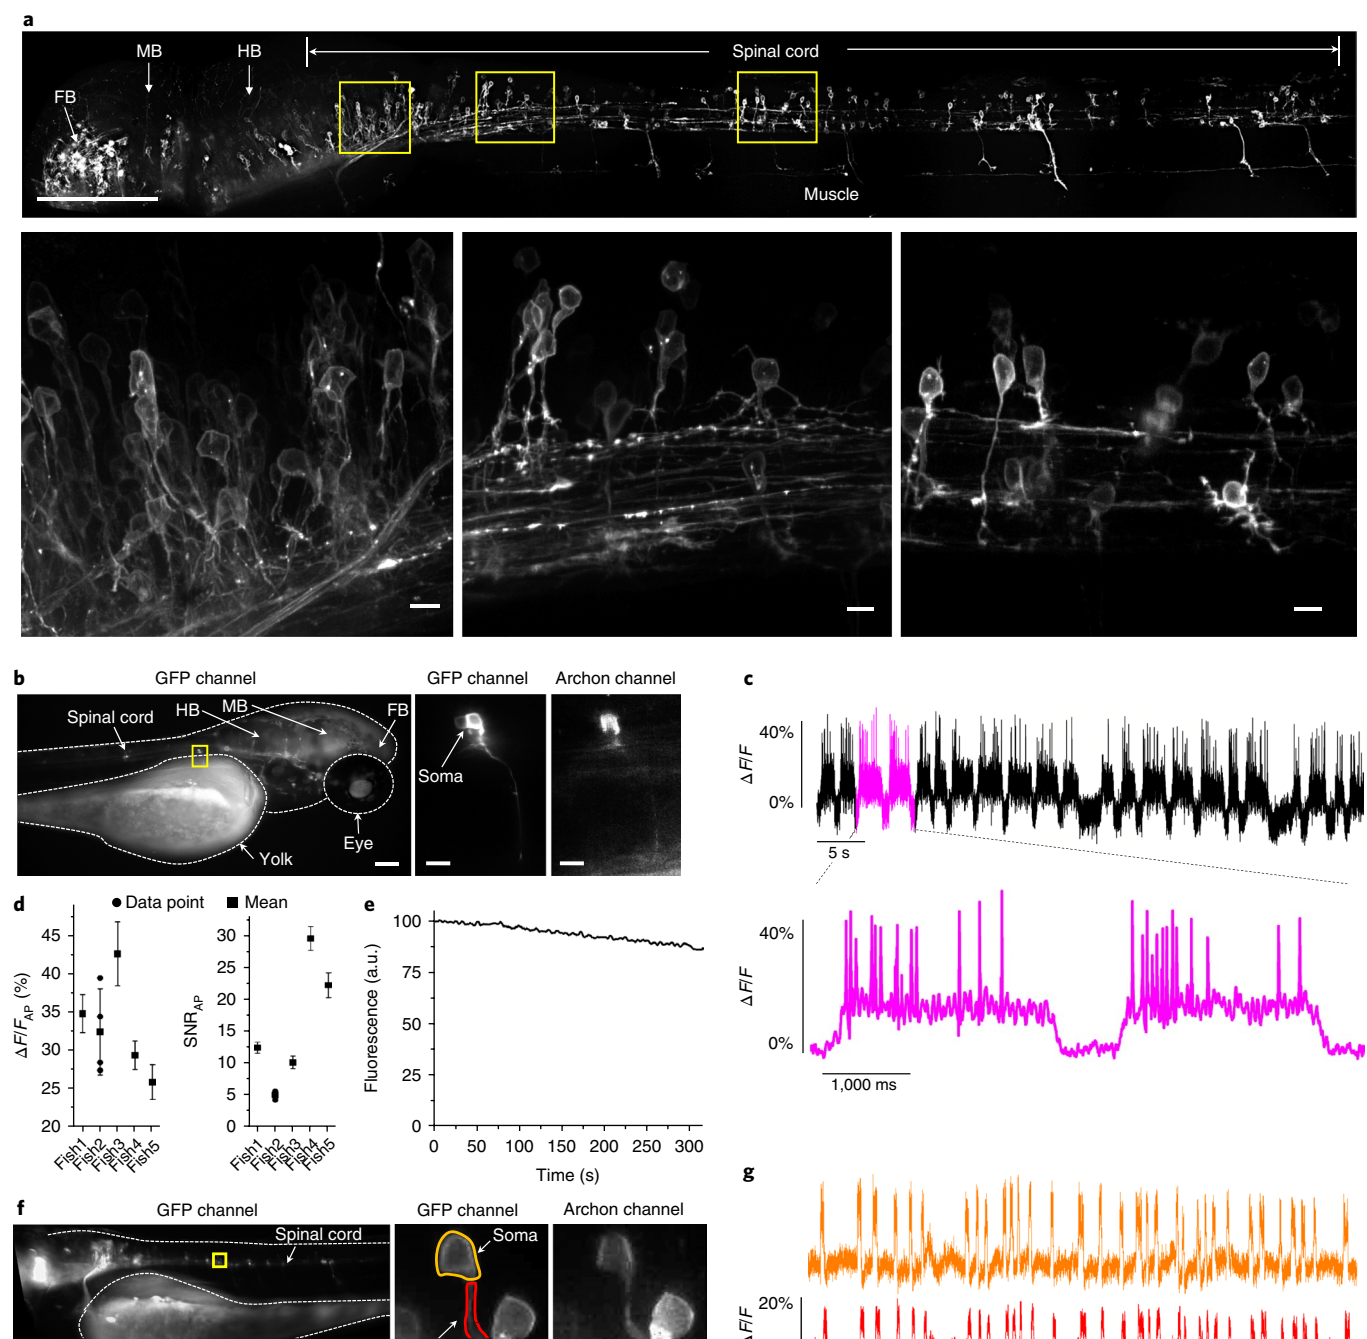 a
MB
HB
Spinal cord
FB
Muscle
b
GFP channel
GFP channel
Archon channel
Spinal cord
HB
MB
FB
Soma
Eye
Yolk
c
40%
ΔF/F
0%
5 s
40%
ΔF/F
0%
1,000 ms
d
Data point
Mean
ΔF/F_AP (%)
45
40
35
30
25
20
Fish1
Fish2
Fish3
Fish4
Fish5
SNR_AP
30
25
20
15
10
5
0
Fish1
Fish2
Fish3
Fish4
Fish5
e
Fluorescence (a.u.)
100
75
50
25
0
0
50
100
150
200
250
300
Time (s)
f
GFP channel
GFP channel
Archon channel
Spinal cord
Soma
g
20%
ΔF/F